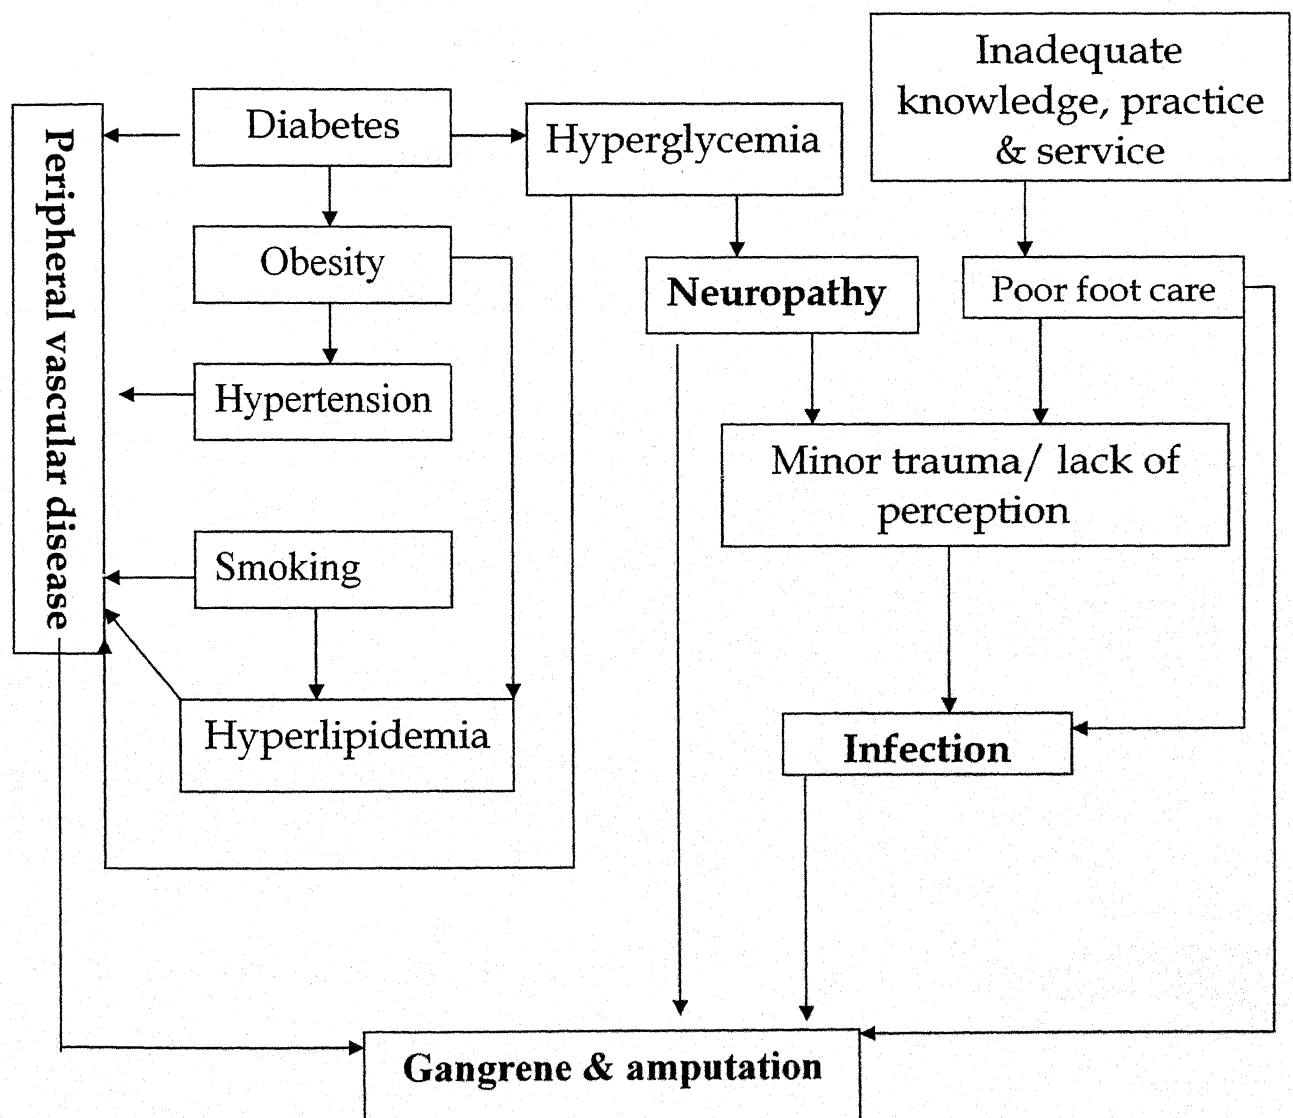 Inadequate
knowledge, practice
& service
Diabetes
Hyperglycemia
Peripheral vascular disease
Obesity
Neuropathy
Poor foot care
Hypertension
Minor trauma/ lack of
perception
Smoking
Hyperlipidemia
Infection
Gangrene & amputation